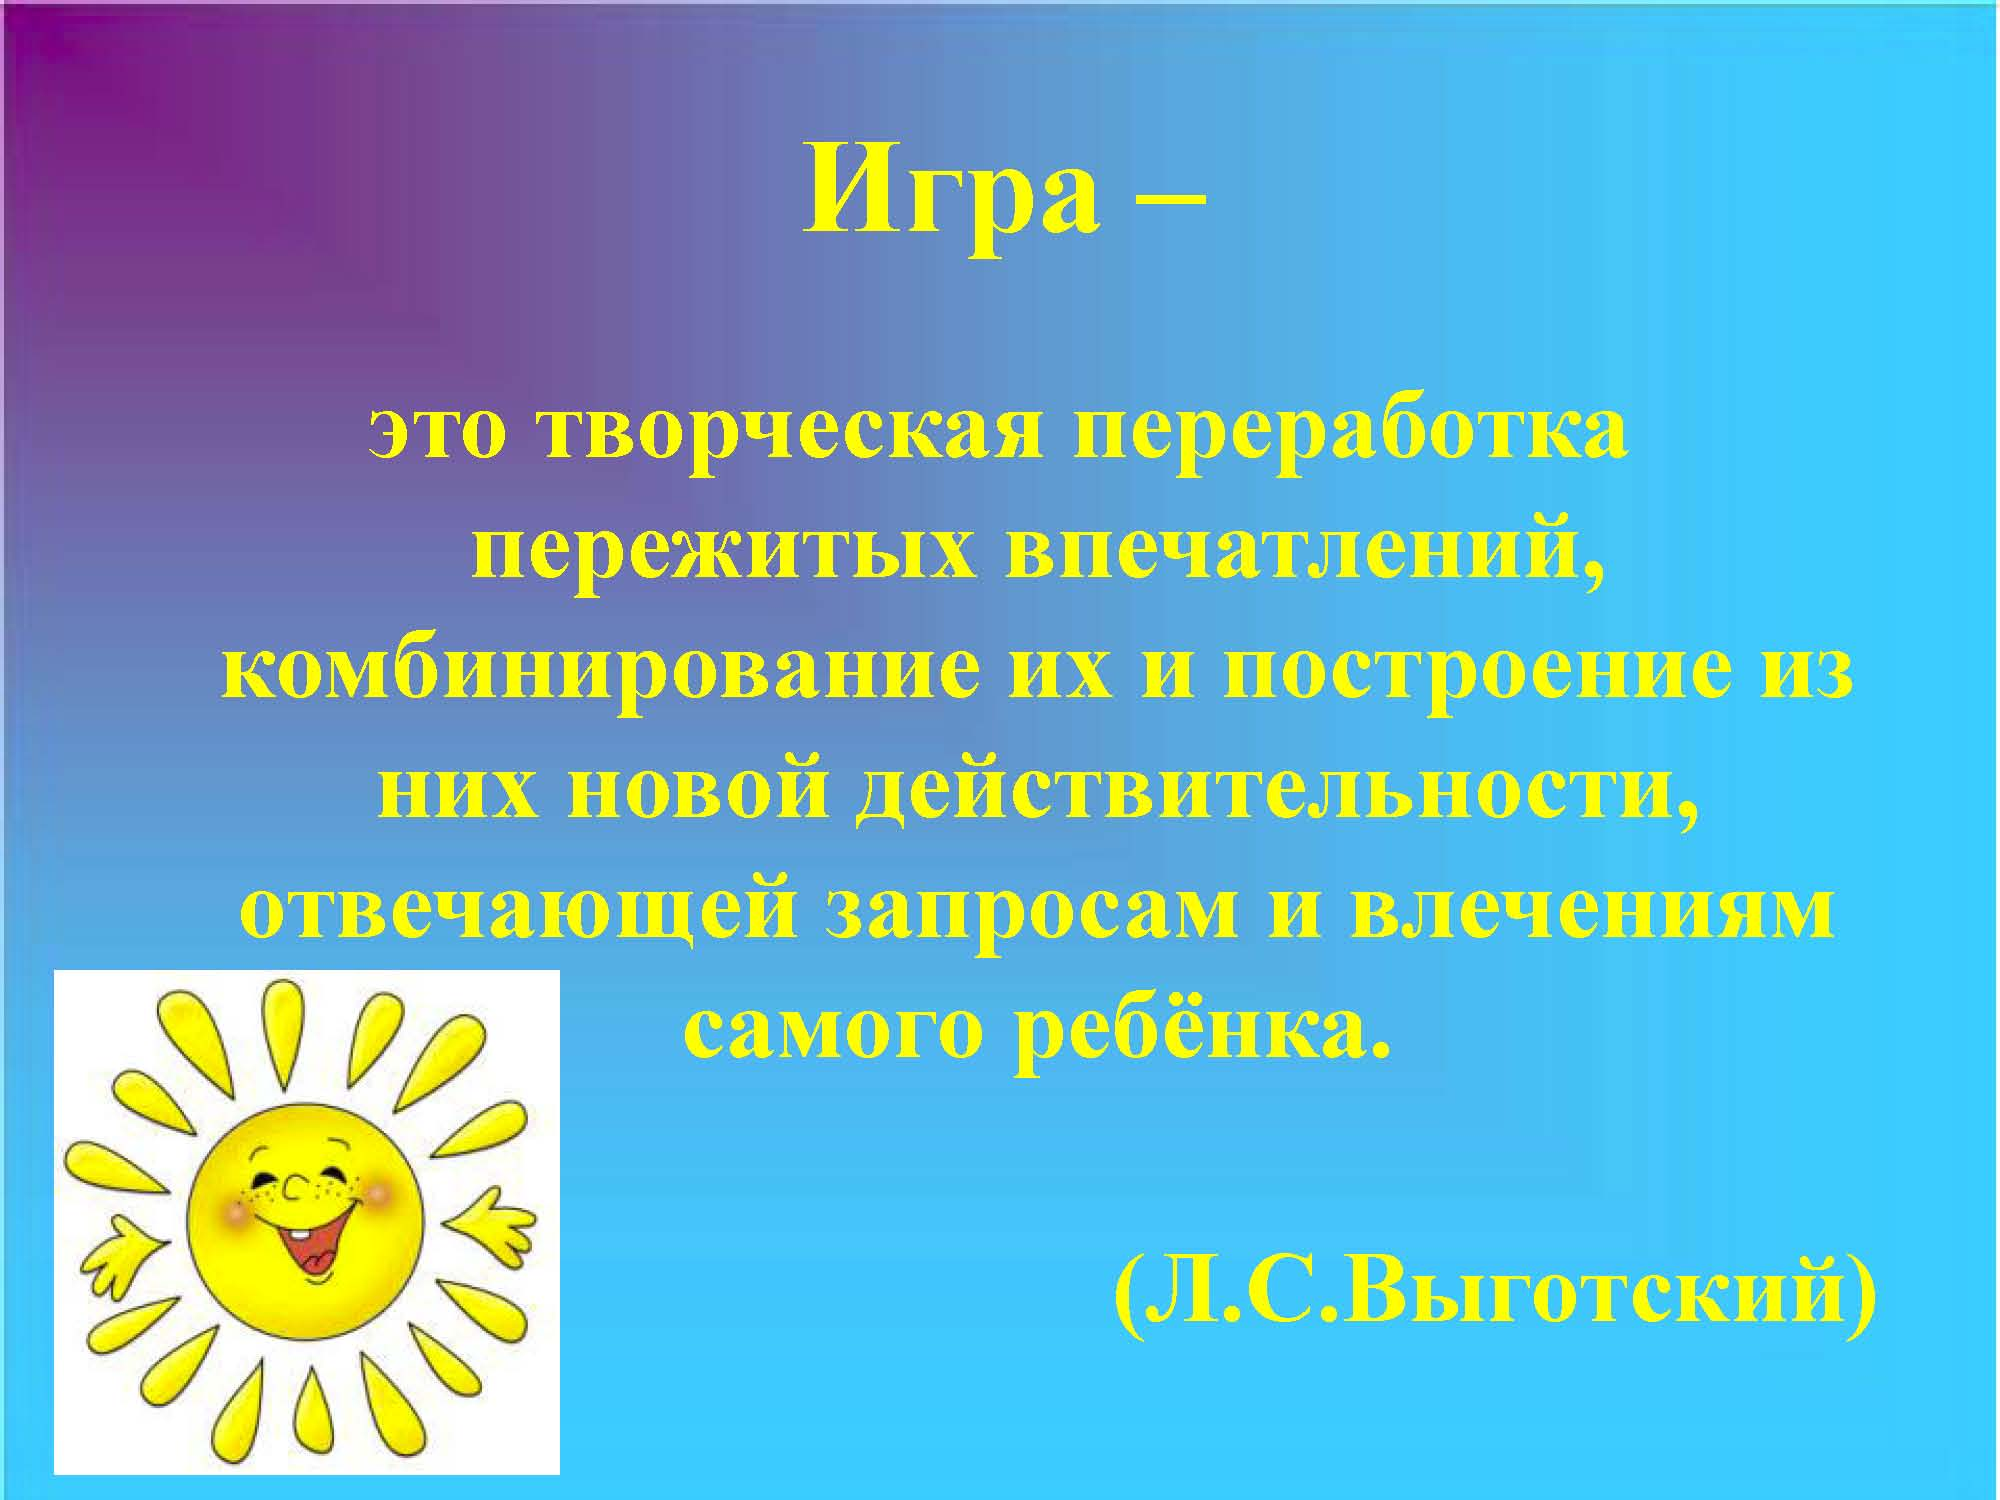 Игра –
это творческая переработка
пережитых впечатлений,
комбинирование их и построение из
них новой действительности,
отвечающей запросам и влечениям
самого ребёнка.
(Л.С.Выготский)